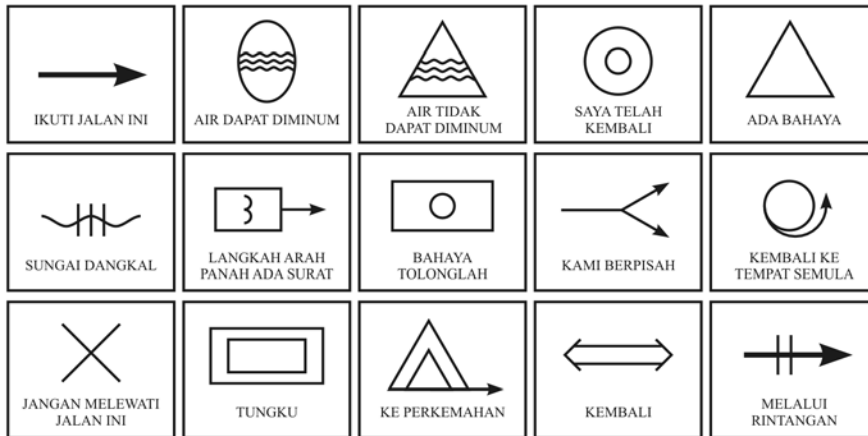 IKUTI JALAN INI
AIR DAPAT DIMINUM
AIR TIDAK
DAPAT DIMINUM
SAYA TELAH
KEMBALI
ADA BAHAYA
SUNGAI DANGKAL
LANGKAH ARAH
PANAH ADA SURAT
BAHAYA
TOLONGLAH
KAMI BERPISAH
KEMBALI KE
TEMPAT SEMULA
JANGAN MELEWATI
JALAN INI
TUNGKU
KE PERKEMAHAN
KEMBALI
MELALUI
RINTANGAN